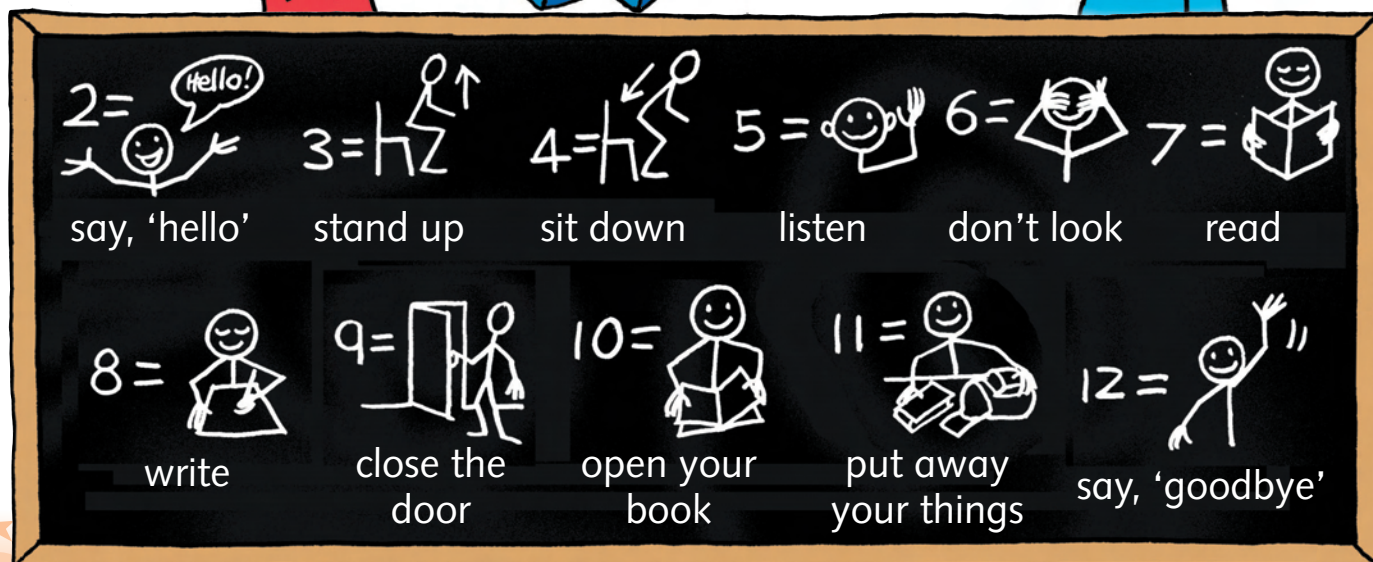 Hello!
2=
3=
4=
5 =
6=
7 =
say, ‘hello’
stand up
sit down
listen
don’t look
read
8 =
9=
10=
11 =
12 =
write
close the
door
open your
book
put away
your things
say, ‘goodbye’